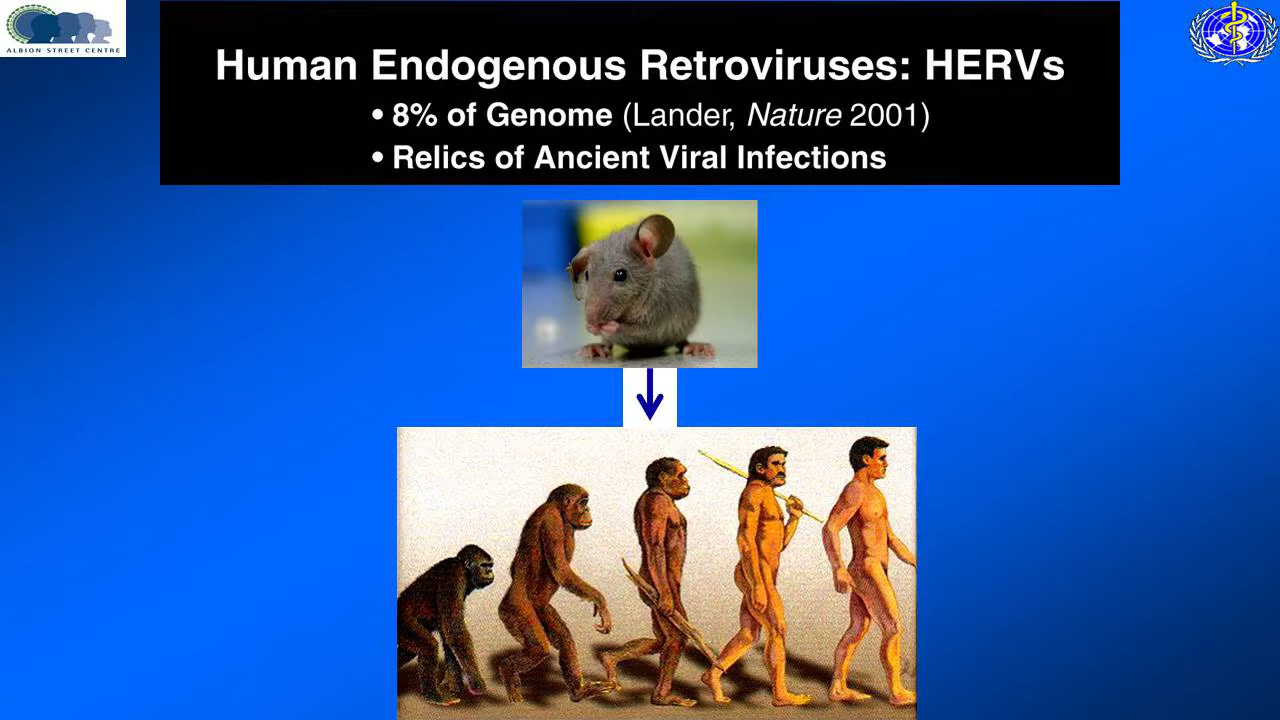 ALBION STREET CENTRE
Human Endogenous Retroviruses: HERVs
• 8% of Genome (Lander, Nature 2001)
• Relics of Ancient Viral Infections